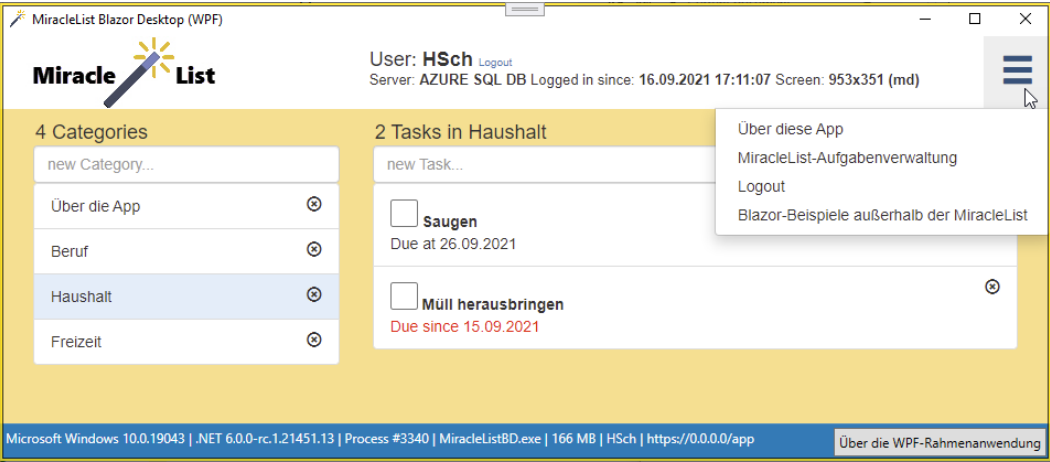 MiracleList Blazor Desktop (WPF)
Miracle List
User: HSch Logout
Server: AZURE SQL DB Logged in since: 16.09.2021 17:11:07 Screen: 953x351 (md)
Über diese App
MiracleList-Aufgabenverwaltung
Logout
Blazor-Beispiele außerhalb der MiracleList
4 Categories
new Category...
Über die App
Beruf
Haushalt
Freizeit
2 Tasks in Haushalt
new Task...
Saugen
Due at 26.09.2021
Müll herausbringen
Due since 15.09.2021
Microsoft Windows 10.0.19043 | .NET 6.0.0-rc.1.21451.13 | Process #3340 | MiracleListBD.exe | 166 MB | HSch | https://0.0.0.0/app
Über die WPF-Rahmenanwendung